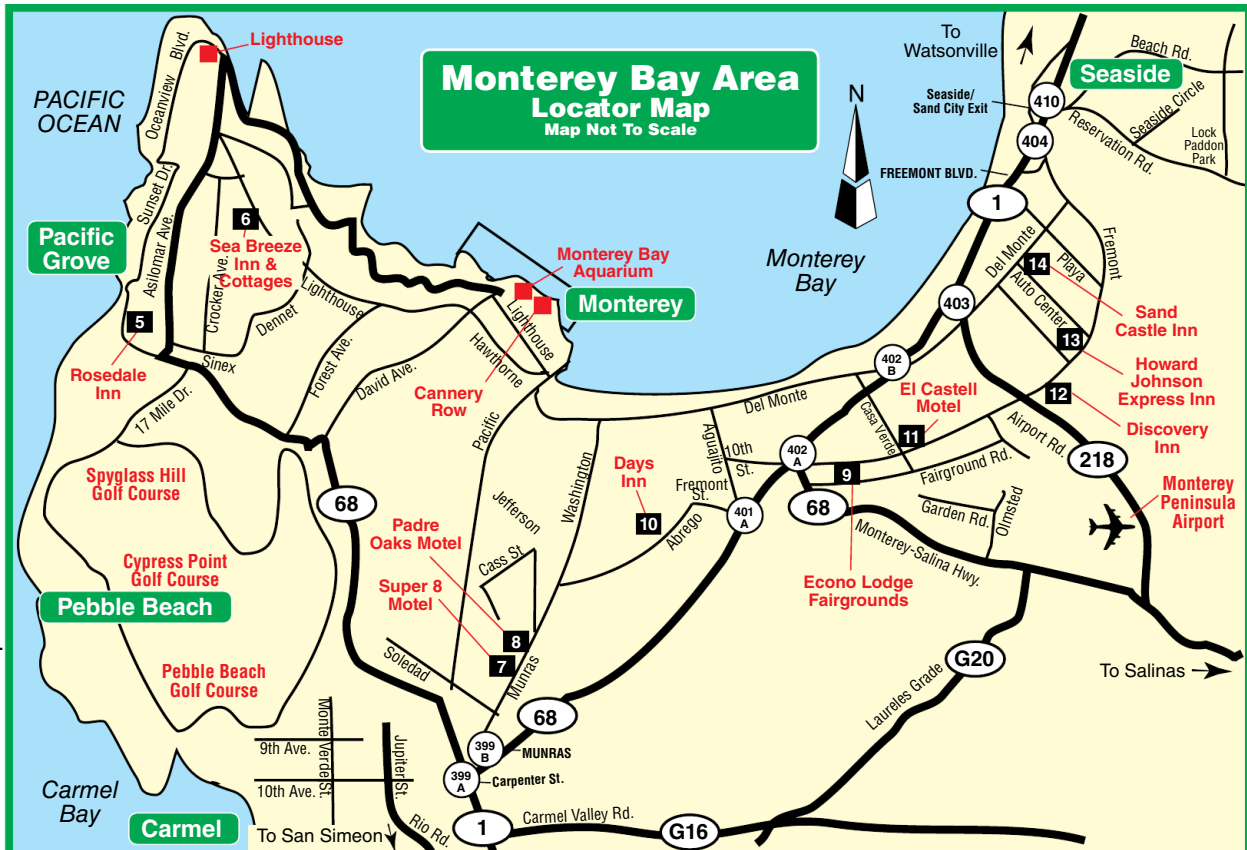 Monterey Bay Area
Locator Map
Map Not To Scale
Lighthouse
Oceanview Blvd.
PACIFIC
OCEAN
To
Watsonville
Beach Rd.
Seaside
Seaside/
Sand City Exit
410
Seaside Circle
Reservation Rd.
Lock
Paddon
Park
404
FREEMONT BLVD.
N
1
Sunset Dr.
Pacific
Grove
Asilomar Ave.
6
Sea Breeze
Inn &
Cottages
Crocker Ave.
Lighthouse
Dennet
5
Rosedale
Inn
Sinex
Monterey Bay
Aquarium
Monterey
Lighthouse
Hawthorne
Cannery
Row
Forest Ave.
David Ave.
Monterey
Bay
Del Monte
Fremont
Playa
14
Auto Center
Sand
Castle Inn
403
13
Howard
Johnson
Express Inn
402
B
El Castell
Motel
12
Discovery
Inn
Del Monte
Casa Verde
11
Airport Rd.
17 Mile Dr.
Pacific
Washington
Aguajito
10th
St.
402
A
9
Fairground Rd.
218
Spyglass Hill
Golf Course
68
Jefferson
Days
Inn
10
Fremont
St.
Abrego
401
A
68
Garden Rd.
Olmsted
Monterey
Peninsula
Airport
Monterey-Salina Hwy.
Padre
Oaks Motel
Cass St
Cypress Point
Golf Course
Pebble Beach
Super 8
Motel
8
7
Econo Lodge
Fairgrounds
Pebble Beach
Golf Course
Soledad
Munras
G20
To Salinas
Laureles Grade
68
Monte Verde St.
Jupiter St.
9th Ave.
10th Ave.
399
B
MUNRAS
399
A
Carpenter St.
Carmel
Bay
Carmel
To San Simeon
Rio Rd.
1
Carmel Valley Rd.
G16